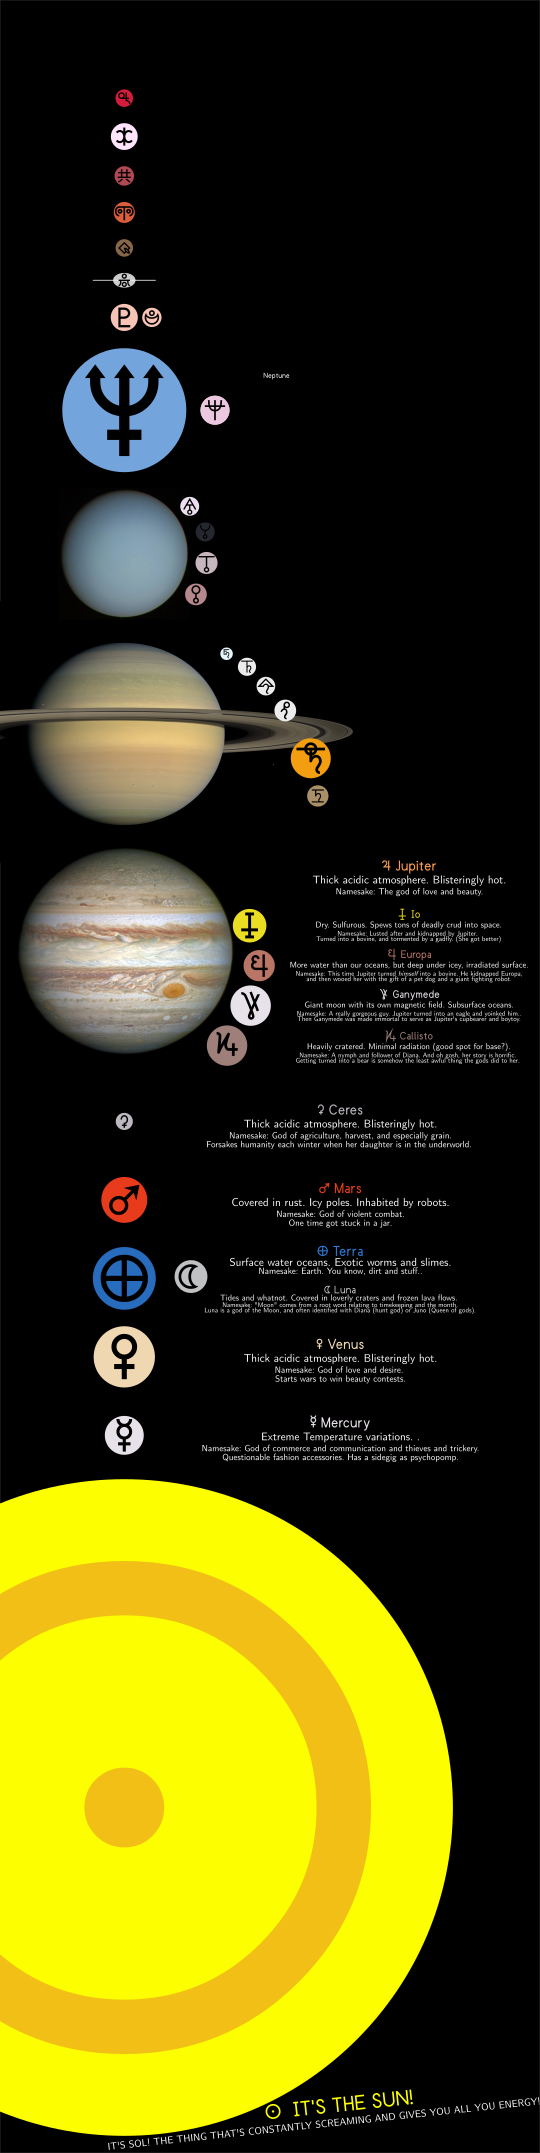 Neptune
Jupiter
Thick acidic atmosphere. Blisteringly hot.
Namesake: The god of love and beauty.
Io
Dry. Sulfurous. Spews tons of deadly crud into space.
Namesake: Lusted after and kidnapped by Jupiter.
Turned into a bovine, and tormented by a gadfly. (She got better)
Europa
More water than our oceans, but deep under icey, irradiated surface.
Namesake: This time Jupiter turned himself into a bovine. He kidnapped Europa,
and then wooed her with the gift of a pet dog and a giant fighting robot.
Ganymede
Giant moon with its own magnetic field. Subsurface oceans.
Namesake: A really gorgeous guy. Jupiter turned into an eagle and yoinked him..
Then Ganymede was made immortal to serve as Jupiter's cupbearer and boytoy.
Callisto
Heavily cratered. Minimal radiation (good spot for base?).
Namesake: A nymph and follower of Diana. And oh gosh, her story is horrific.
Getting turned into a bear is somehow the least awful thing the gods did to her.
Ceres
Thick acidic atmosphere. Blisteringly hot.
Namesake: God of agriculture, harvest, and especially grain.
Forsakes humanity each winter when her daughter is in the underworld.
Mars
Covered in rust. Icy poles. Inhabited by robots.
Namesake: God of violent combat.
One time got stuck in a jar.
Terra
Surface water oceans. Exotic worms and slimes.
Namesake: Earth. You know, dirt and stuff..
Luna
Tides and whatnot. Covered in loverly craters and frozen lava flows.
Namesake: "Moon" comes from a root word relating to timekeeping and the month.
Luna is a god of the Moon, and often identified with Diana (hunt god) or Juno (Queen of gods).
Venus
Thick acidic atmosphere. Blisteringly hot.
Namesake: God of love and desire.
Starts wars to win beauty contests.
Mercury
Extreme Temperature variations. .
Namesake: God of commerce and communication and thieves and trickery.
Questionable fashion accessories. Has a sidegig as psychopomp.
IT'S THE SUN!
IT'S SOL! THE THING THAT'S CONSTANTLY SCREAMING AND GIVES YOU ALL YOU ENERGY!